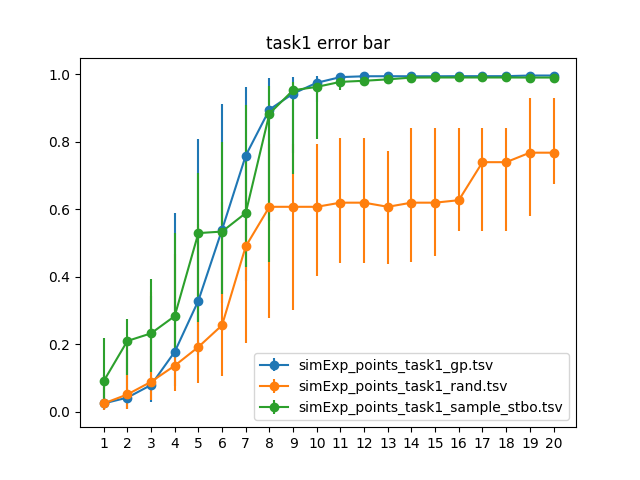 task1 error bar
1.0
0.8
0.6
0.4
0.2
0.0
simExp_points_task1_gp.tsv
simExp_points_task1_rand.tsv
simExp_points_task1_sample_stbo.tsv
1 2 3 4 5 6 7 8 9 10 11 12 13 14 15 16 17 18 19 20